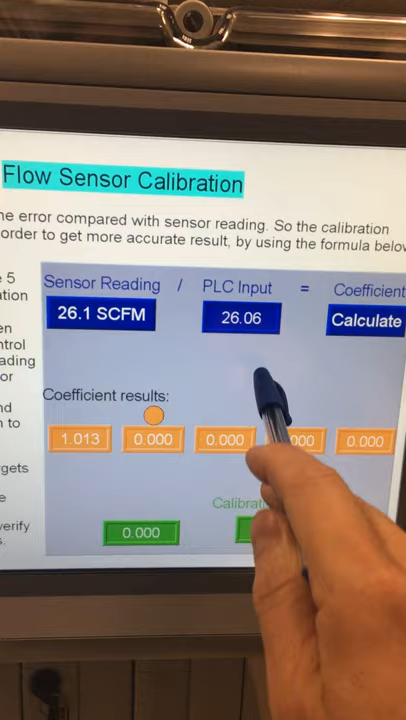 Flow Sensor Calibration
he error compared with sensor reading. So the calibration
order to get more accurate result, by using the formula below
e 5
ation
en
ntrol
ading
or
nd
n to
gets
e
verify
s.
Sensor Reading / PLC Input = Coefficient
26.1 SCFM 26.06 Calculate
Coefficient results:
1.013 0.000 0.000 .000 0.000
Calibrat
0.000